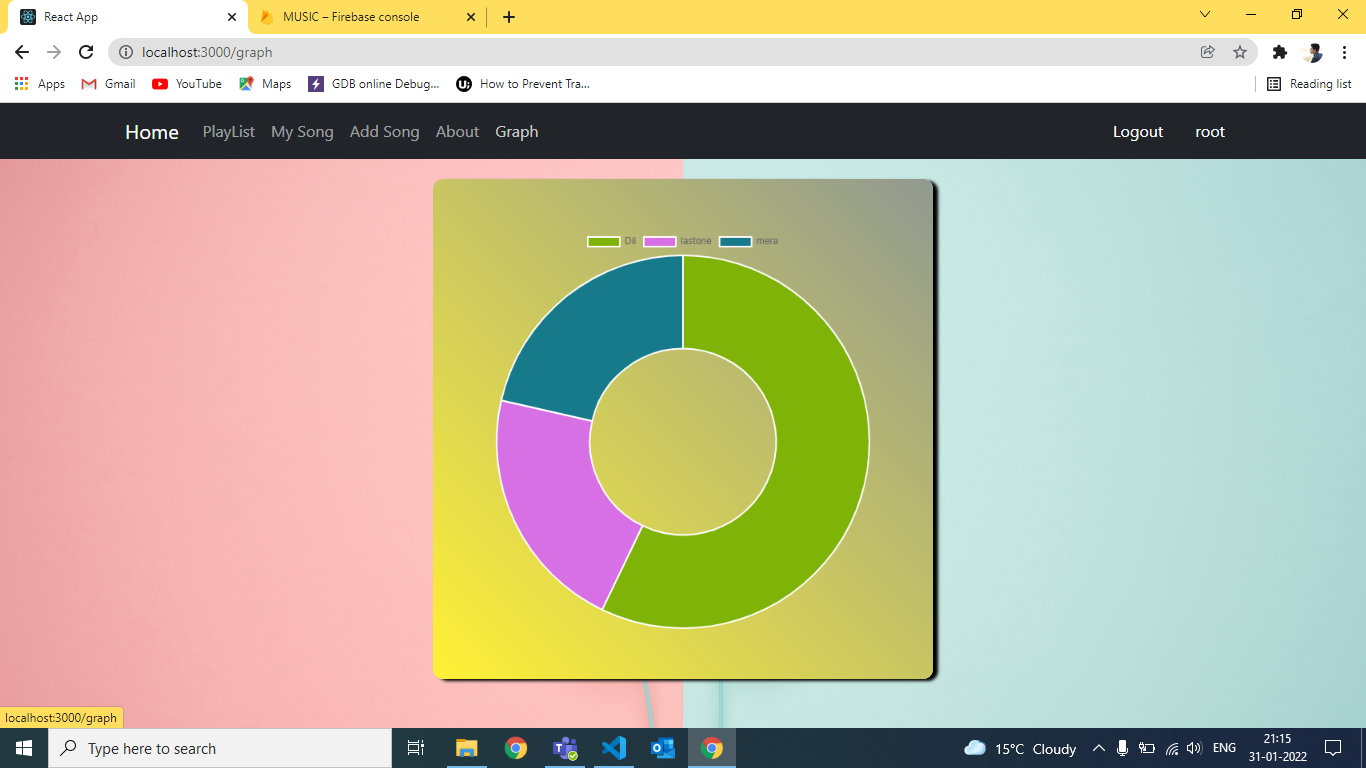 React App
MUSIC – Firebase console
localhost:3000/graph
Apps Gmail YouTube Maps GDB online Debug... How to Prevent Tra... Reading list
Home PlayList My Song Add Song About Graph Logout root
Dil lastone mera
localhost:3000/graph
Type here to search
15°C Cloudy
ENG
21:15
31-01-2022